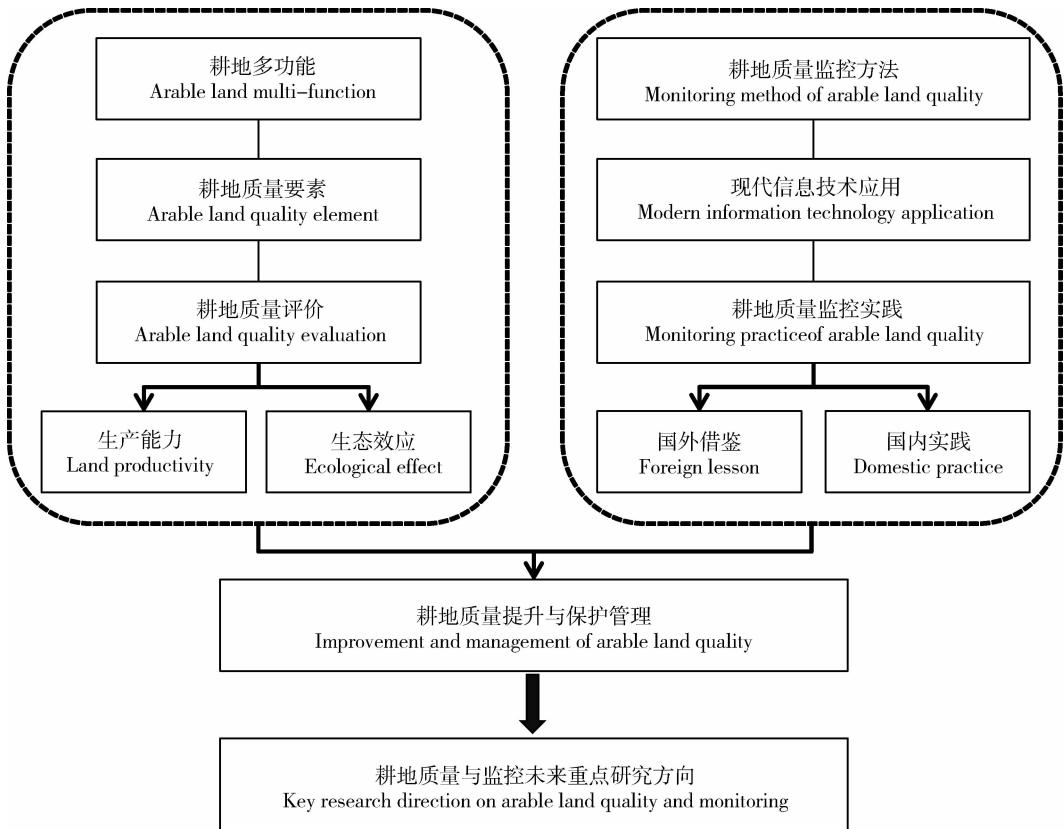 耕地多功能
Arable land multi-function
耕地质量要素
Arable land quality element
耕地质量评价
Arable land quality evaluation
生产能力
Land productivity
生态效应
Ecological effect
耕地质量监控方法
Monitoring method of arable land quality
现代信息技术应用
Modern information technology application
耕地质量监控实践
Monitoring practiceof arable land quality
国外借鉴
Foreign lesson
国内实践
Domestic practice
耕地质量提升与保护管理
Improvement and management of arable land quality
耕地质量与监控未来重点研究方向
Key research direction on arable land quality and monitoring